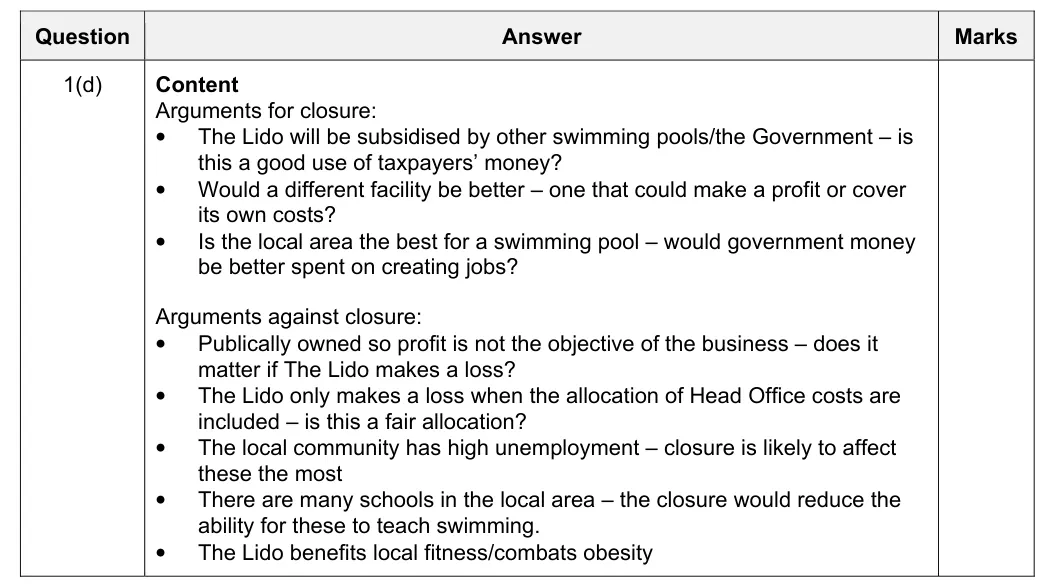 Question Answer Marks
1(d) Content
Arguments for closure:
• The Lido will be subsidised by other swimming pools/the Government – is
this a good use of taxpayers’ money?
• Would a different facility be better – one that could make a profit or cover
its own costs?
• Is the local area the best for a swimming pool – would government money
be better spent on creating jobs?
Arguments against closure:
• Publically owned so profit is not the objective of the business – does it
matter if The Lido makes a loss?
• The Lido only makes a loss when the allocation of Head Office costs are
included – is this a fair allocation?
• The local community has high unemployment – closure is likely to affect
these the most
• There are many schools in the local area – the closure would reduce the
ability for these to teach swimming.
• The Lido benefits local fitness/combats obesity